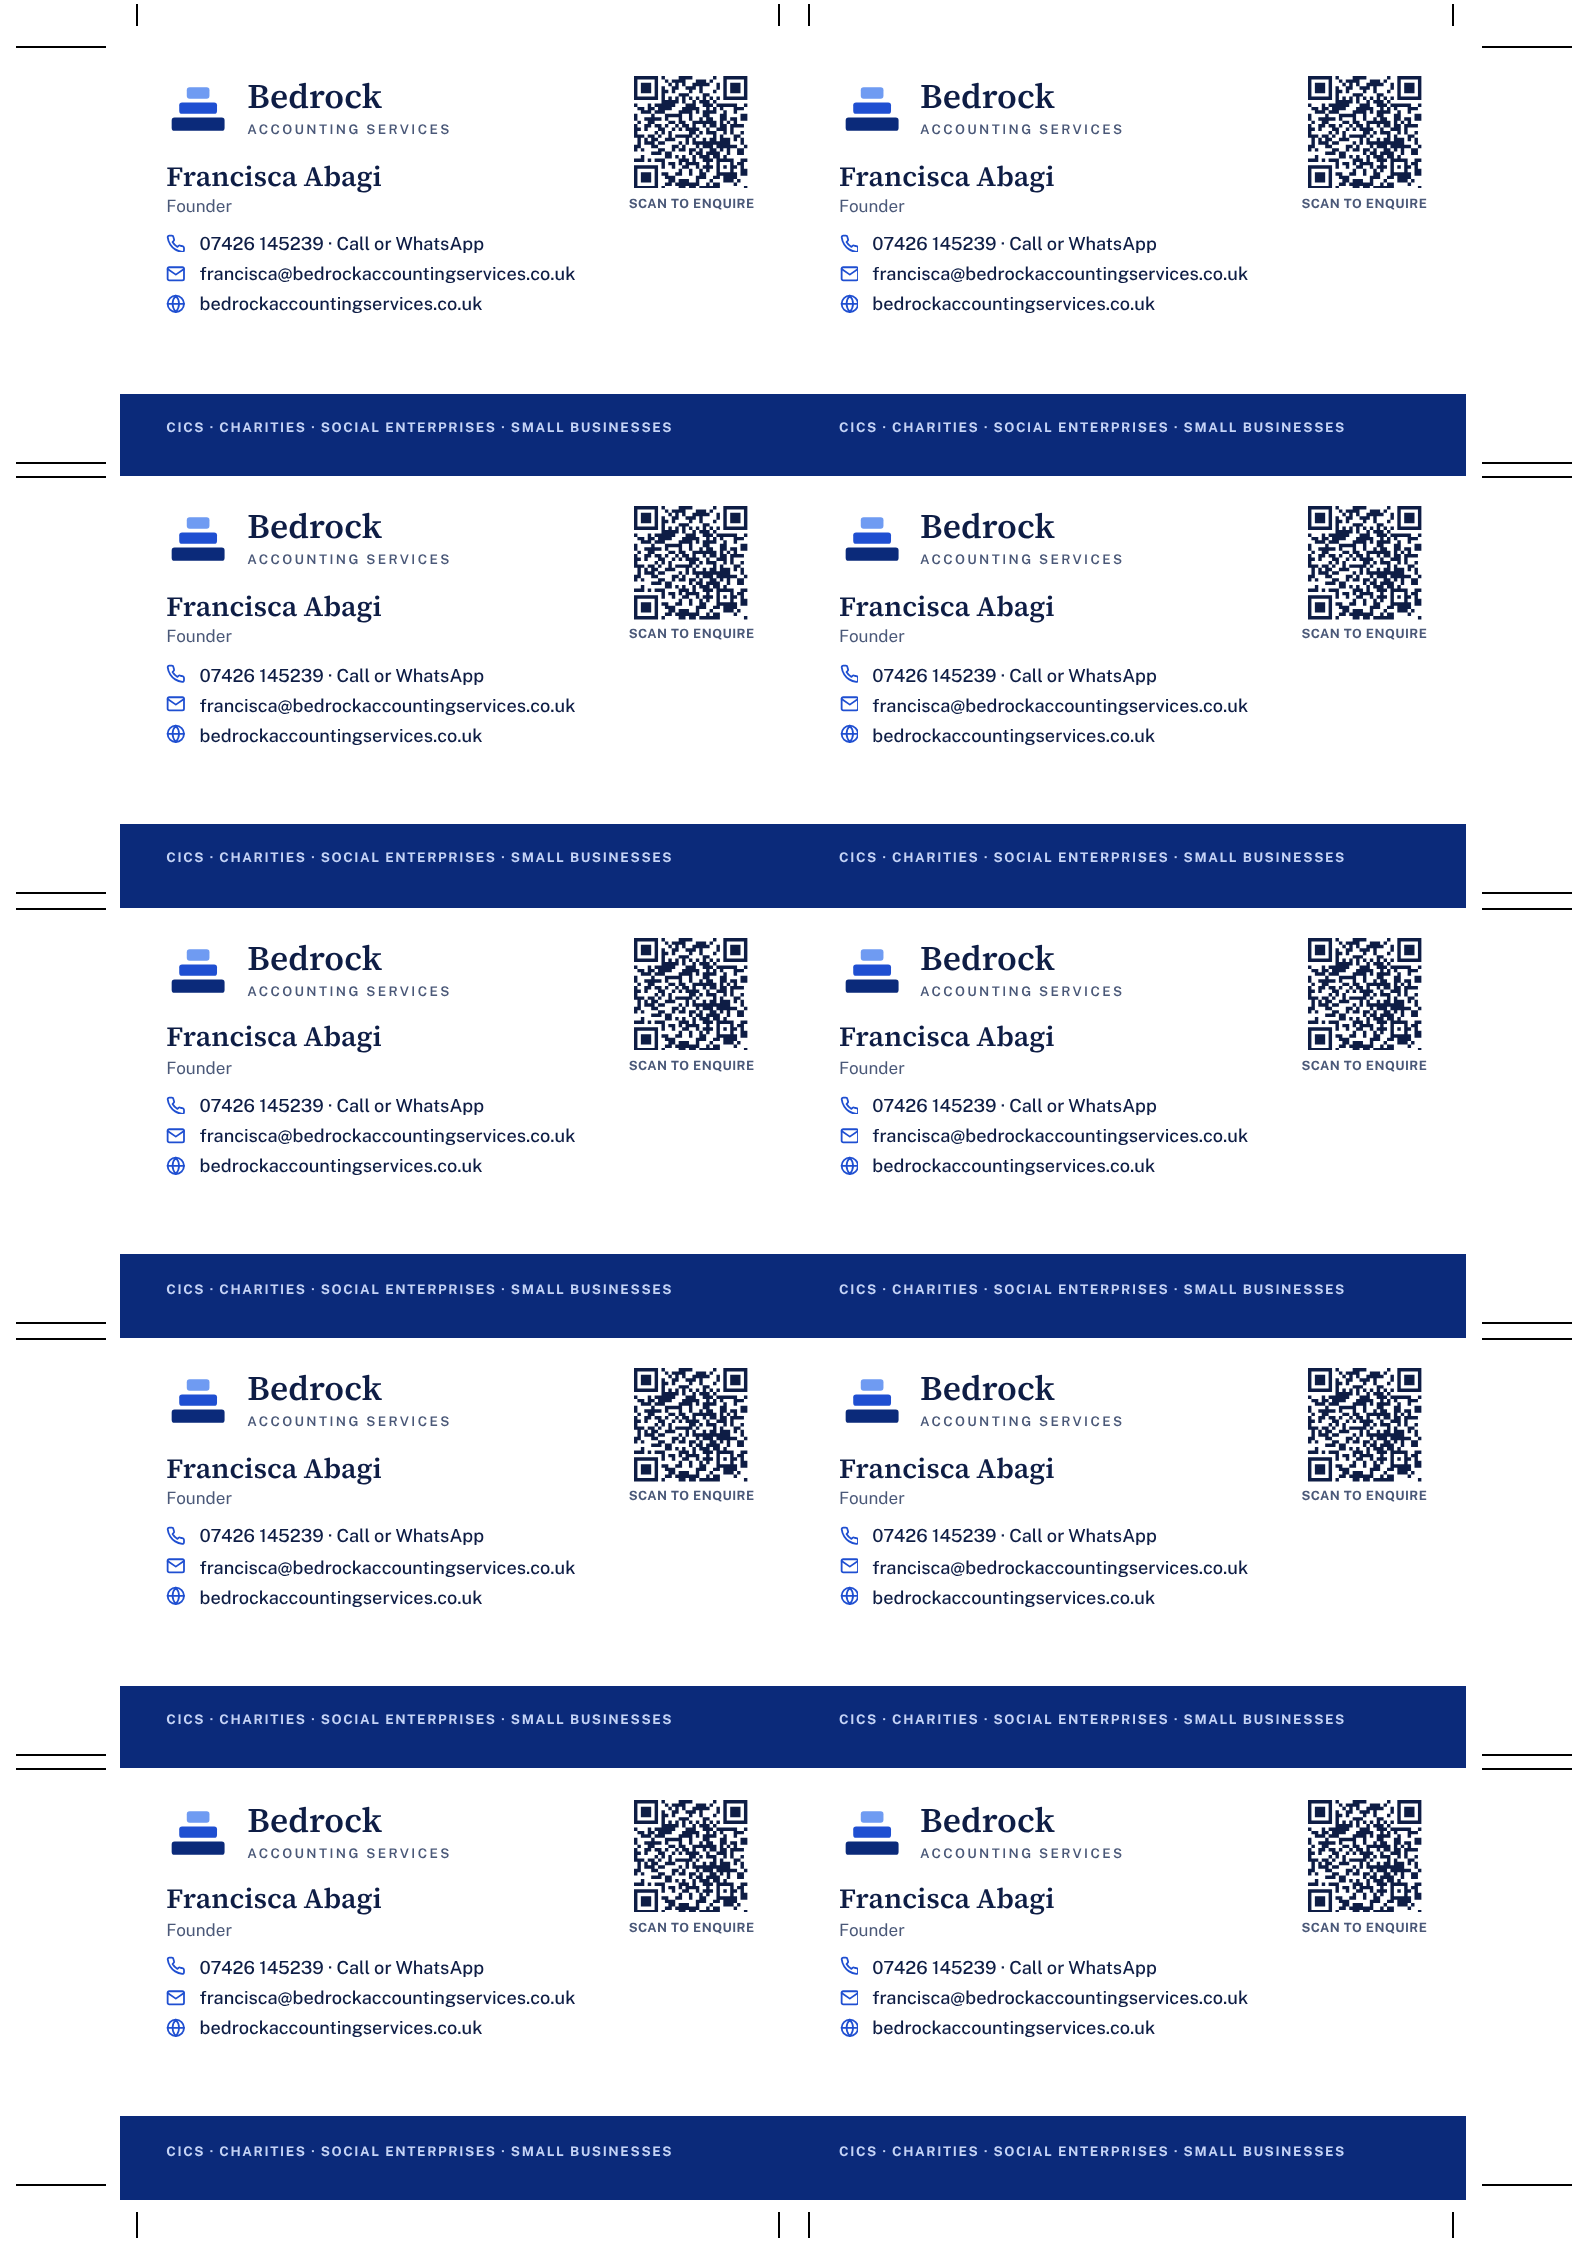 Bedrock
ACCOUNTING SERVICES
Francisca Abagi
Founder
07426 145239 · Call or WhatsApp
francisca@bedrockaccountingservices.co.uk
bedrockaccountingservices.co.uk
SCAN TO ENQUIRE
CICS · CHARITIES · SOCIAL ENTERPRISES · SMALL BUSINESSES
Bedrock
ACCOUNTING SERVICES
Francisca Abagi
Founder
07426 145239 · Call or WhatsApp
francisca@bedrockaccountingservices.co.uk
bedrockaccountingservices.co.uk
SCAN TO ENQUIRE
CICS · CHARITIES · SOCIAL ENTERPRISES · SMALL BUSINESSES
Bedrock
ACCOUNTING SERVICES
Francisca Abagi
Founder
07426 145239 · Call or WhatsApp
francisca@bedrockaccountingservices.co.uk
bedrockaccountingservices.co.uk
SCAN TO ENQUIRE
CICS · CHARITIES · SOCIAL ENTERPRISES · SMALL BUSINESSES
Bedrock
ACCOUNTING SERVICES
Francisca Abagi
Founder
07426 145239 · Call or WhatsApp
francisca@bedrockaccountingservices.co.uk
bedrockaccountingservices.co.uk
SCAN TO ENQUIRE
CICS · CHARITIES · SOCIAL ENTERPRISES · SMALL BUSINESSES
Bedrock
ACCOUNTING SERVICES
Francisca Abagi
Founder
07426 145239 · Call or WhatsApp
francisca@bedrockaccountingservices.co.uk
bedrockaccountingservices.co.uk
SCAN TO ENQUIRE
CICS · CHARITIES · SOCIAL ENTERPRISES · SMALL BUSINESSES
Bedrock
ACCOUNTING SERVICES
Francisca Abagi
Founder
07426 145239 · Call or WhatsApp
francisca@bedrockaccountingservices.co.uk
bedrockaccountingservices.co.uk
SCAN TO ENQUIRE
CICS · CHARITIES · SOCIAL ENTERPRISES · SMALL BUSINESSES
Bedrock
ACCOUNTING SERVICES
Francisca Abagi
Founder
07426 145239 · Call or WhatsApp
francisca@bedrockaccountingservices.co.uk
bedrockaccountingservices.co.uk
SCAN TO ENQUIRE
CICS · CHARITIES · SOCIAL ENTERPRISES · SMALL BUSINESSES
Bedrock
ACCOUNTING SERVICES
Francisca Abagi
Founder
07426 145239 · Call or WhatsApp
francisca@bedrockaccountingservices.co.uk
bedrockaccountingservices.co.uk
SCAN TO ENQUIRE
CICS · CHARITIES · SOCIAL ENTERPRISES · SMALL BUSINESSES
Bedrock
ACCOUNTING SERVICES
Francisca Abagi
Founder
07426 145239 · Call or WhatsApp
francisca@bedrockaccountingservices.co.uk
bedrockaccountingservices.co.uk
SCAN TO ENQUIRE
CICS · CHARITIES · SOCIAL ENTERPRISES · SMALL BUSINESSES
Bedrock
ACCOUNTING SERVICES
Francisca Abagi
Founder
07426 145239 · Call or WhatsApp
francisca@bedrockaccountingservices.co.uk
bedrockaccountingservices.co.uk
SCAN TO ENQUIRE
CICS · CHARITIES · SOCIAL ENTERPRISES · SMALL BUSINESSES